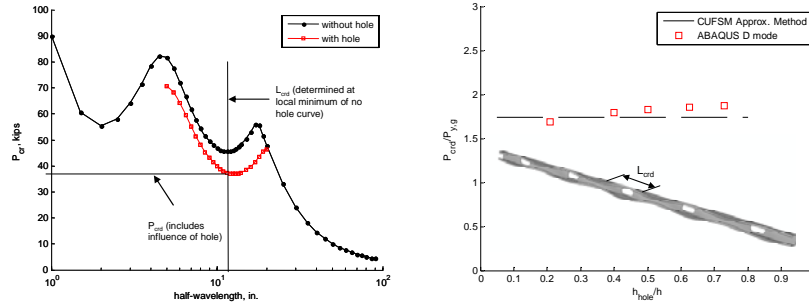 100
90
80
70
60
50
40
30
20
10
0
P_cr, kips
10^0
10^1
10^2
half-wavelength, in.
without hole
with hole
L_crd (determined at
local minimum of no
hole curve)
P_crd (includes
influence of hole)
3
2.5
2
1.5
1
0.5
0
P_crd/P_y,g
0
0.1
0.2
0.3
0.4
0.5
0.6
0.7
0.8
0.9
1
h_hole/h
CUFSM Approx. Method
ABAQUS D mode
L_crd